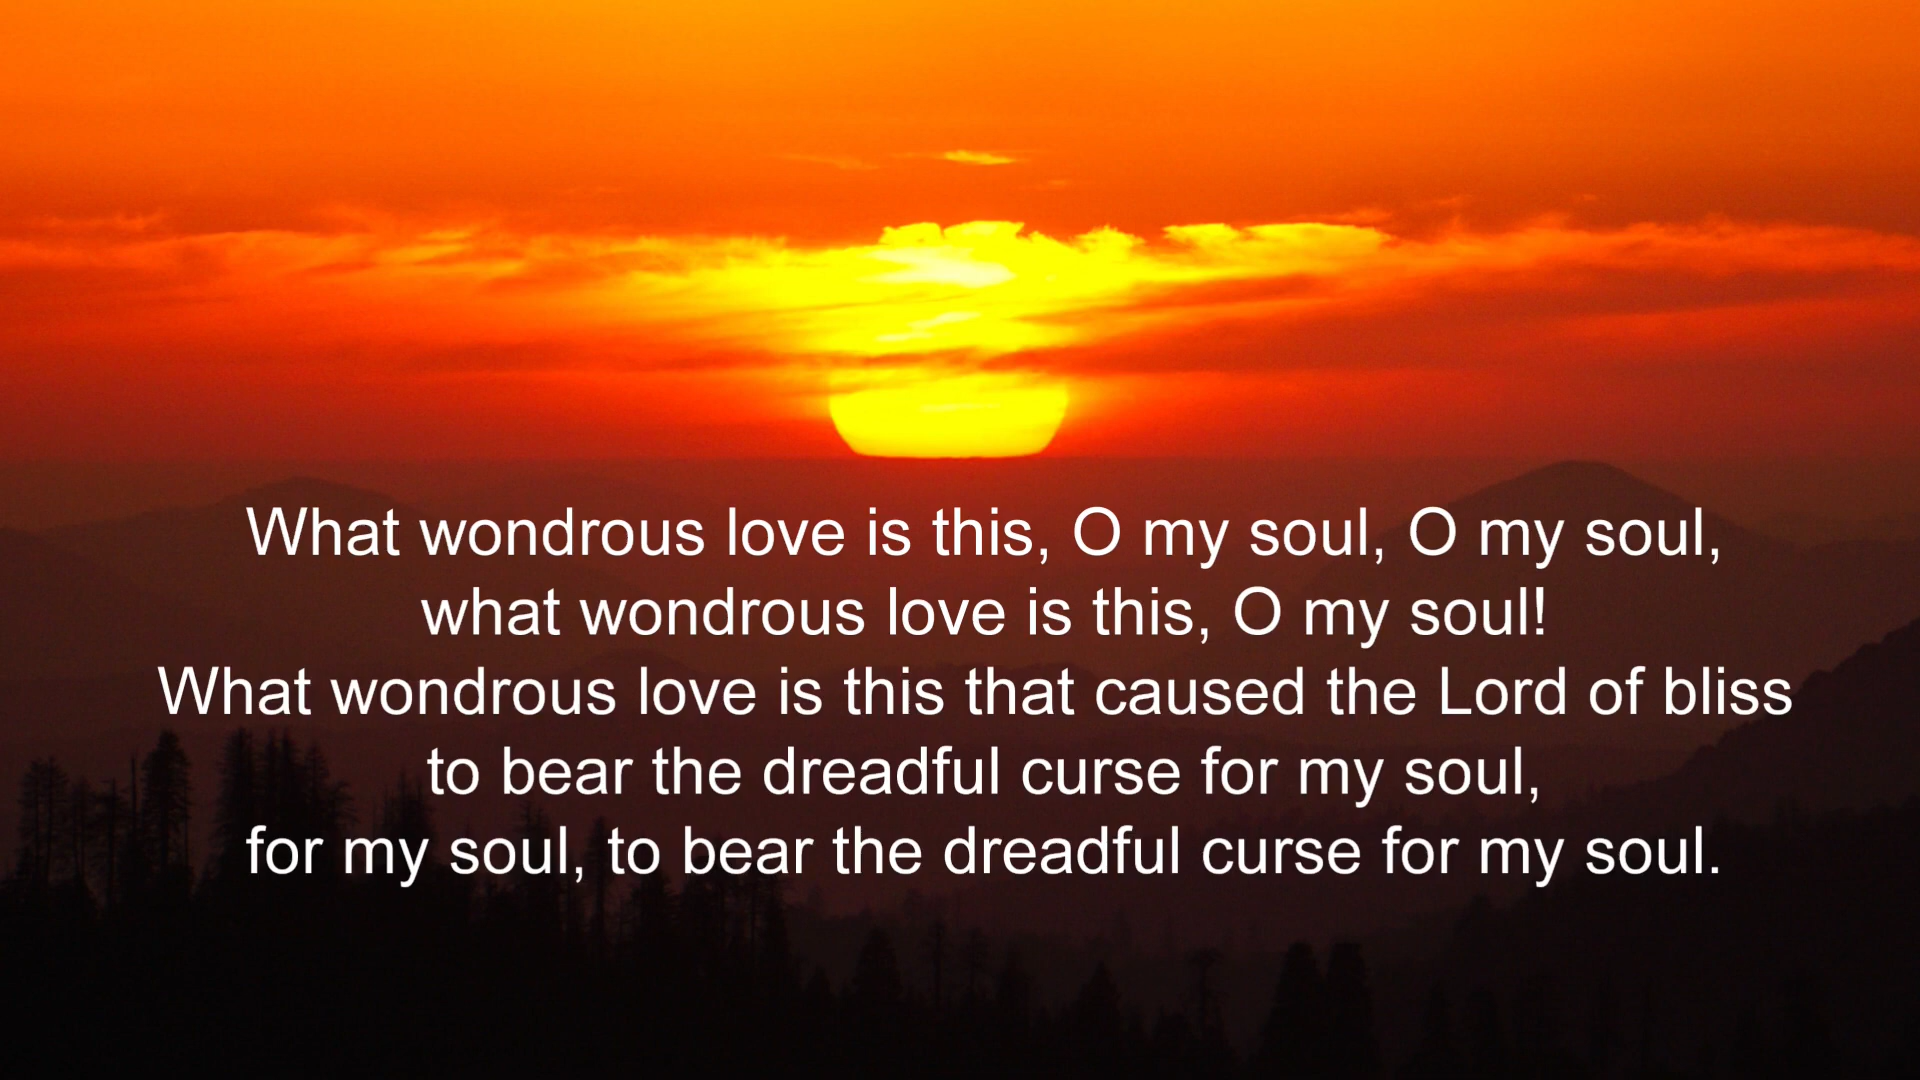 What wondrous love is this, O my soul, O my soul,
what wondrous love is this, O my soul!
What wondrous love is this that caused the Lord of bliss
to bear the dreadful curse for my soul,
for my soul, to bear the dreadful curse for my soul.